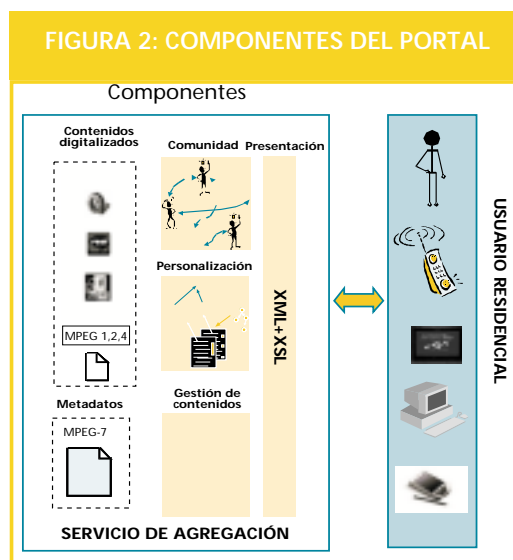 FIGURA 2: COMPONENTES DEL PORTAL
Componentes
Contenidos
digitalizados
Comunidad
Presentación
Personalización
MPEG 1,2,4
XML+XSL
Gestión de
contenidos
Metadatos
MPEG-7
SERVICIO DE AGREGACIÓN
USUARIO RESIDENCIAL